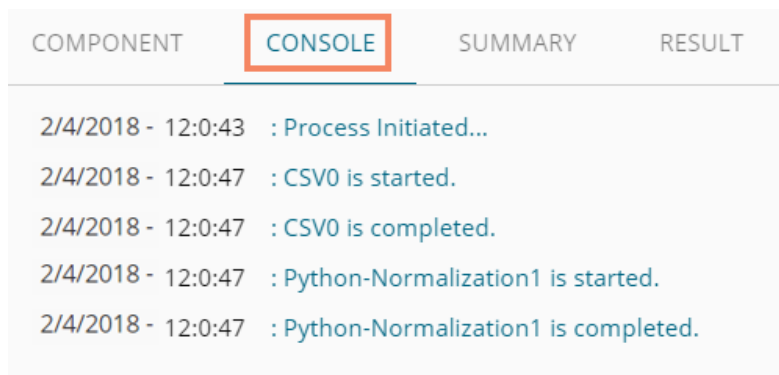 COMPONENT CONSOLE SUMMARY RESULT
2/4/2018 - 12:0:43 : Process Initiated...
2/4/2018 - 12:0:47 : CSV0 is started.
2/4/2018 - 12:0:47 : CSV0 is completed.
2/4/2018 - 12:0:47 : Python-Normalization1 is started.
2/4/2018 - 12:0:47 : Python-Normalization1 is completed.